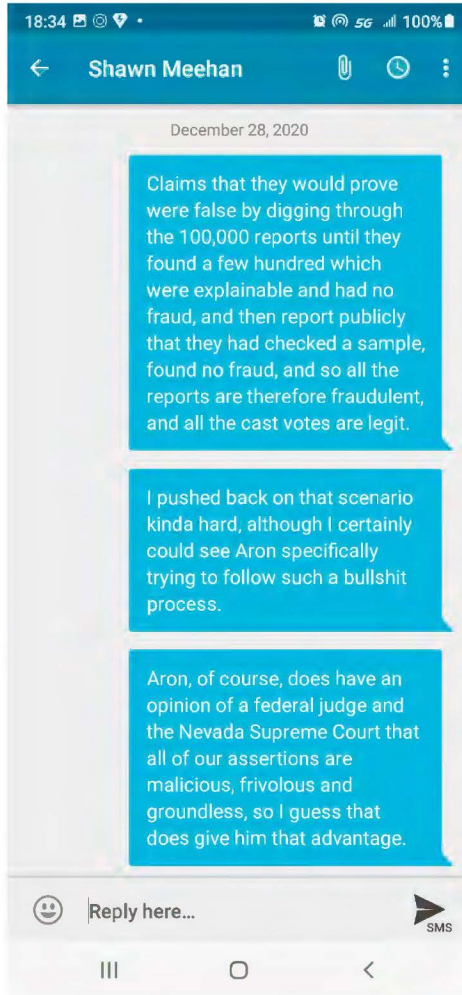 18:34 5G 100%
Shawn Meehan
December 28, 2020
Claims that they would prove
were false by digging through
the 100,000 reports until they
found a few hundred which
were explainable and had no
fraud, and then report publicly
that they had checked a sample,
found no fraud, and so all the
reports are therefore fraudulent,
and all the cast votes are legit.
I pushed back on that scenario
kinda hard, although I certainly
could see Aron specifically
trying to follow such a bullshit
process.
Aron, of course, does have an
opinion of a federal judge and
the Nevada Supreme Court that
all of our assertions are
malicious, frivolous and
groundless, so I guess that
does give him that advantage.
Reply here...
SMS